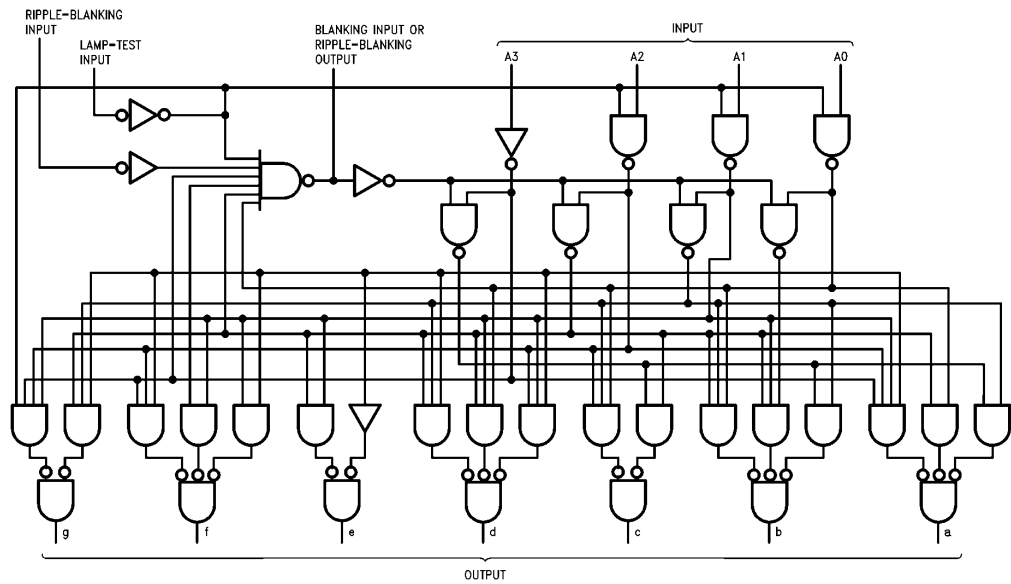 RIPPLE-BLANKING
INPUT
LAMP-TEST
INPUT
BLANKING INPUT OR
RIPPLE-BLANKING
OUTPUT
INPUT
A3
A2
A1
A0
g
f
e
d
c
b
a
OUTPUT